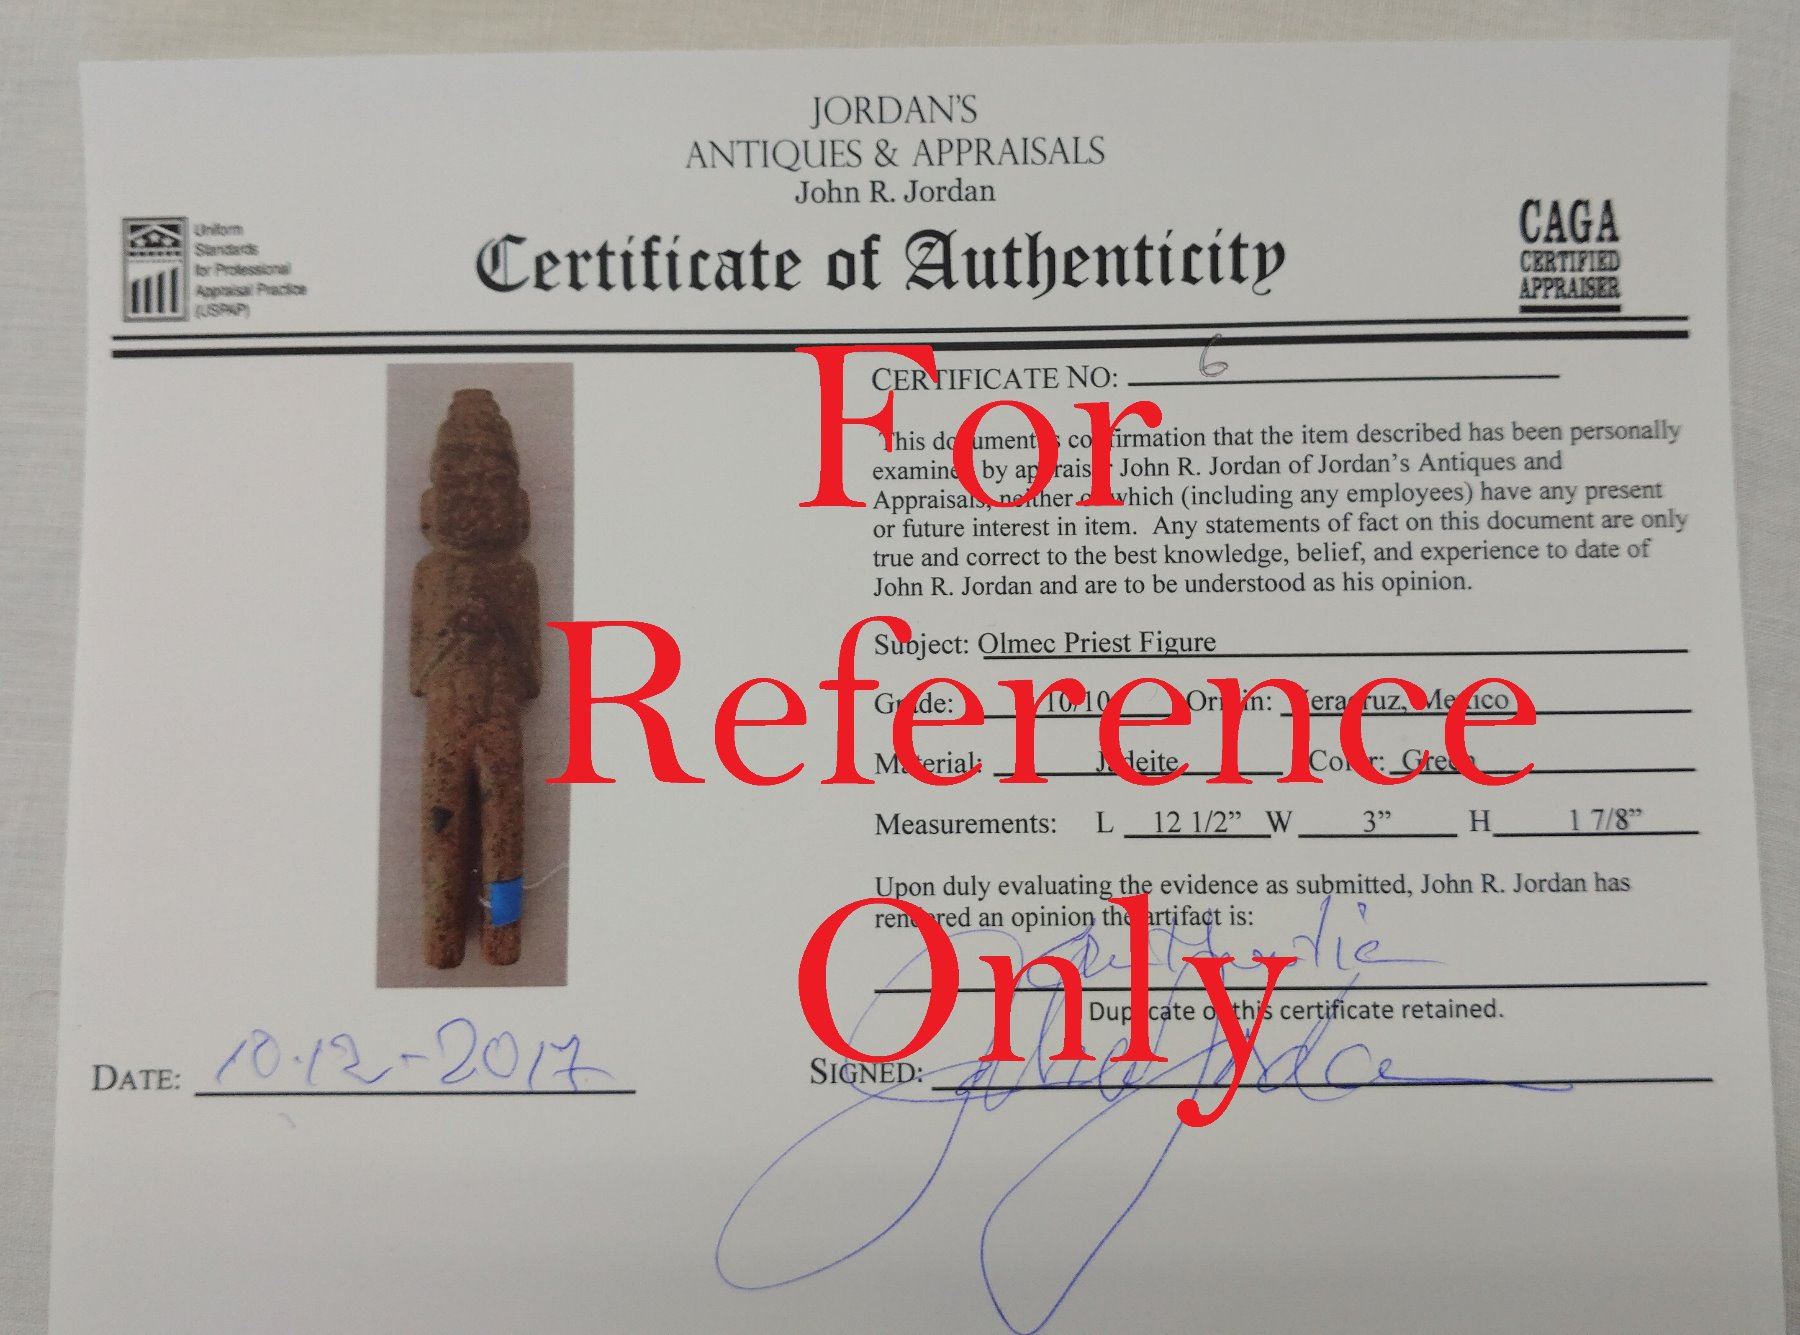 JORDAN'S
ANTIQUES & APPRAISALS
John R. Jordan
Uniform
Standards
for Professional
Appraisal Practice
(USPAP)
Certificate of Authenticity
CAGA
CERTIFIED
APPRAISER
CERTIFICATE NO: 6
This document is confirmation that the item described has been personally
examined by appraiser John R. Jordan of Jordan's Antiques and
Appraisals, neither of which (including any employees) have any present
or future interest in item. Any statements of fact on this document are only
true and correct to the best knowledge, belief, and experience to date of
John R. Jordan and are to be understood as his opinion.
Subject: Olmec Priest Figure
Grade: 10/10 Origin: Veracruz, Mexico
Material: Jadeite Color: Green
Measurements: L 12 1/2” W 3” H 1 7/8”
Upon duly evaluating the evidence as submitted, John R. Jordan has
rendered an opinion the artifact is:
Authentic
Duplicate of this certificate retained.
DATE: 10-12-2017
SIGNED: John R Jordan
For
Reference
Only